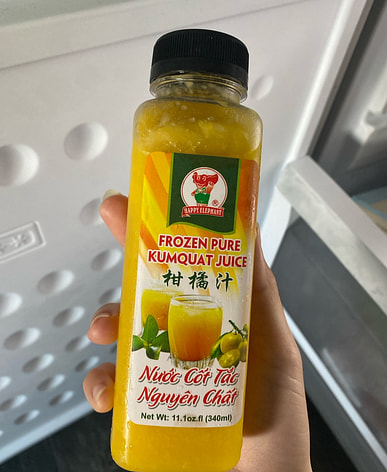 HAPPY ELEPHANT
®
FROZEN PURE
KUMQUAT JUICE
柑橘汁
Nước Cốt Tắc
Nguyên Chất
Net Wt: 11.1oz.fl (340ml)